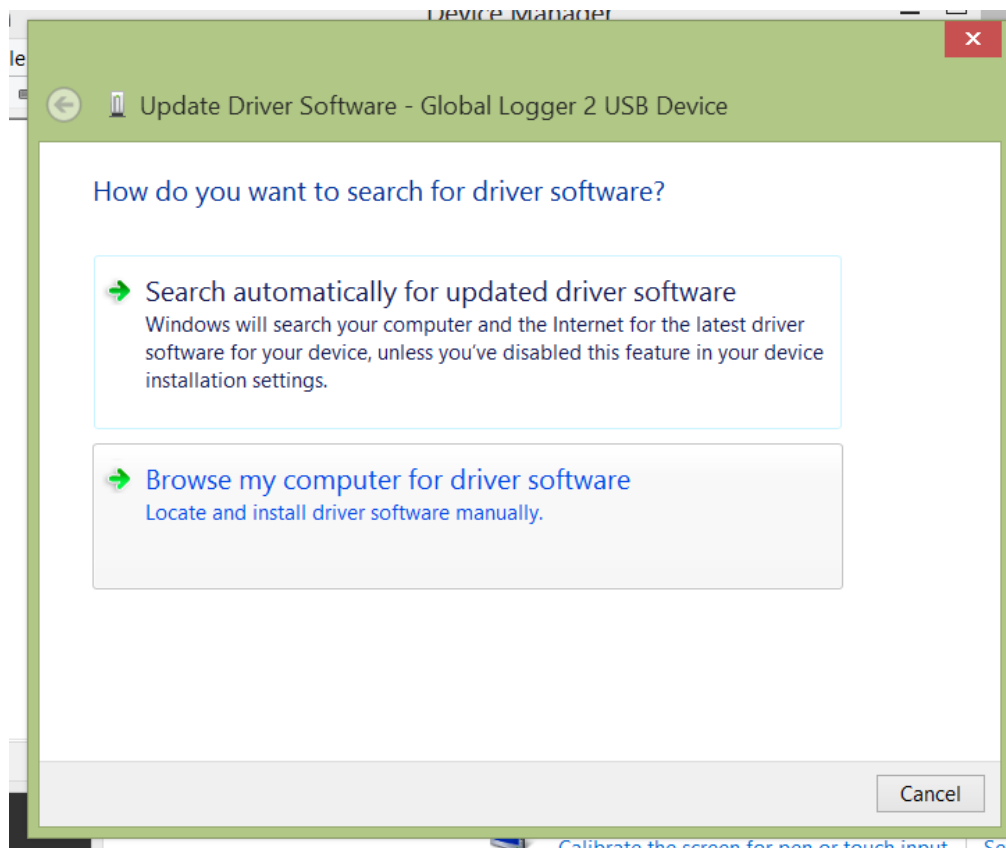 Device Manager
le
Update Driver Software - Global Logger 2 USB Device
How do you want to search for driver software?
Search automatically for updated driver software
Windows will search your computer and the Internet for the latest driver
software for your device, unless you've disabled this feature in your device
installation settings.
Browse my computer for driver software
Locate and install driver software manually.
Cancel
Calibrate the screen for pen or touch input
Se